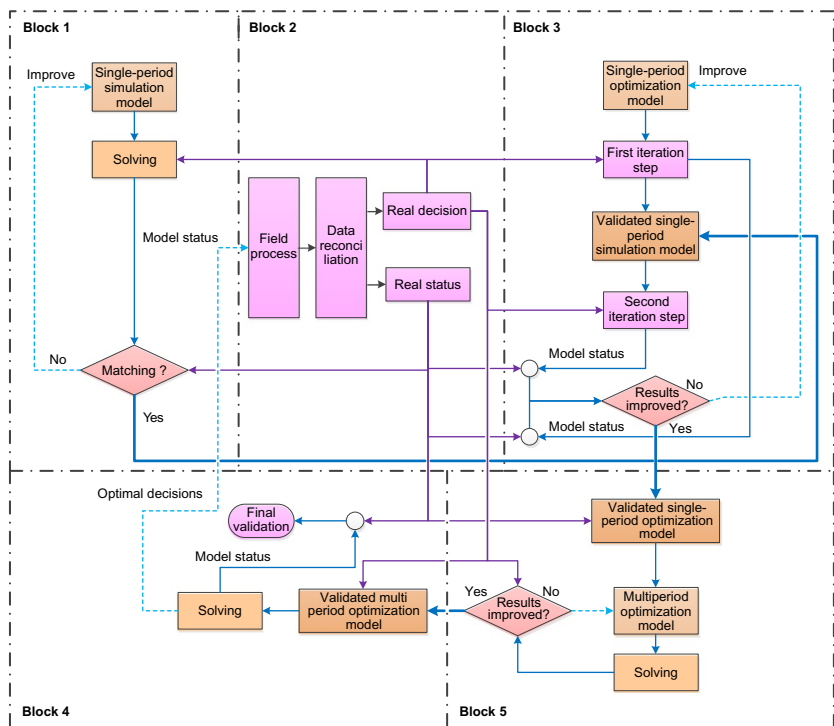 Block 1
Improve
Single-period
simulation
model
Solving
Model status
No
Matching ?
Yes
Block 2
Field
process
Data
reconci
liation
Real decision
Real status
Block 3
Single-period
optimization
model
Improve
First iteration
step
Validated single-
period
simulation model
Second
iteration step
Model status
Results
improved?
No
Model status
Yes
Optimal decisions
Final
validation
Model status
Solving
Validated multi
period optimization
model
Block 4
Validated single-
period optimization
model
Yes
No
Results
improved?
Multiperiod
optimization
model
Solving
Block 5